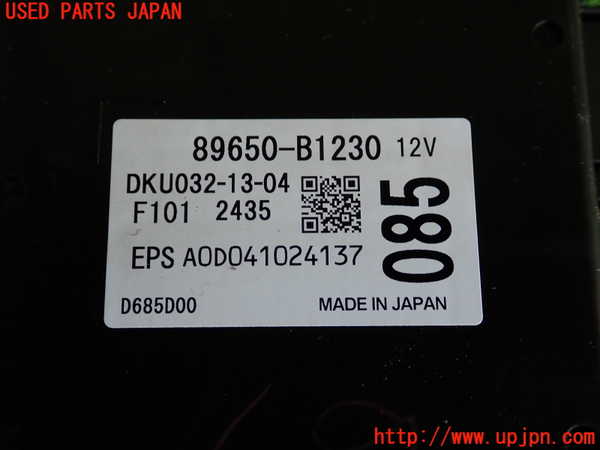 USED PARTS JAPAN
89650-B1230 12V
DKU032-13-04
F101 2435
085
EPS A0D041024137
D685D00 MADE IN JAPAN
UPJ http://www.upjpn.com/